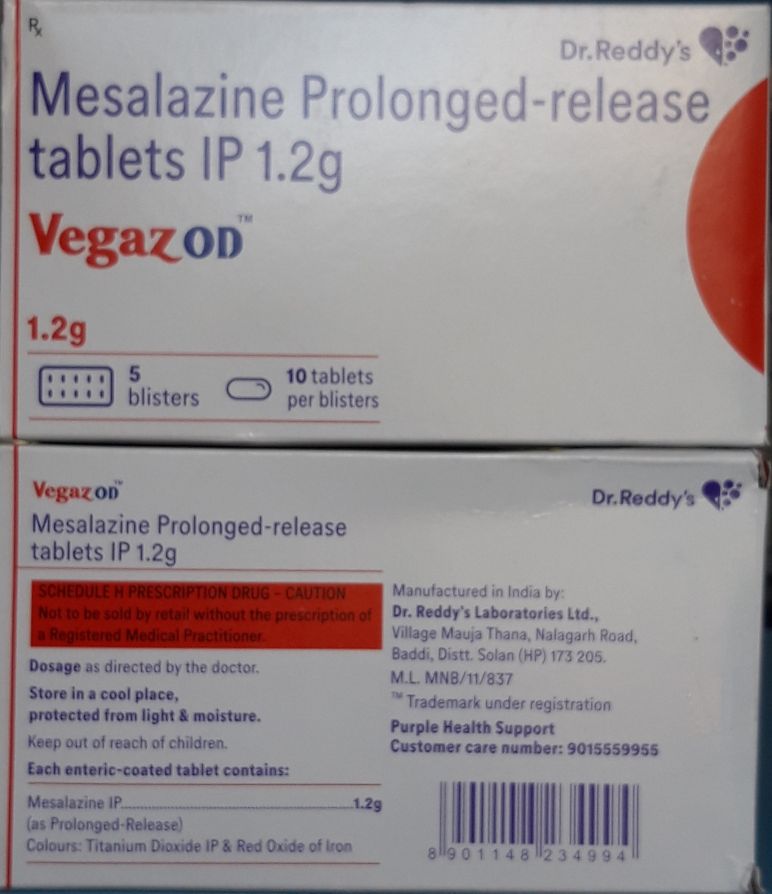 Rx
Dr.Reddy's
Mesalazine Prolonged-release
tablets IP 1.2g
Vegaz OD™
1.2g
5
blisters
10 tablets
per blisters
Vegaz OD™
Dr.Reddy's
Mesalazine Prolonged-release
tablets IP 1.2g
SCHEDULE H PRESCRIPTION DRUG – CAUTION
Not to be sold by retail without the prescription of
a Registered Medical Practitioner.
Dosage as directed by the doctor.
Store in a cool place,
protected from light & moisture.
Keep out of reach of children.
Each enteric-coated tablet contains:
Mesalazine IP..........................................1.2g
(as Prolonged-Release)
Colours: Titanium Dioxide IP & Red Oxide of Iron
Manufactured in India by:
Dr. Reddy's Laboratories Ltd.,
Village Mauja Thana, Nalagarh Road,
Baddi, Distt. Solan (HP) 173 205.
M.L. MNB/11/837
™ Trademark under registration
Purple Health Support
Customer care number: 9015559955
8 901148 234994